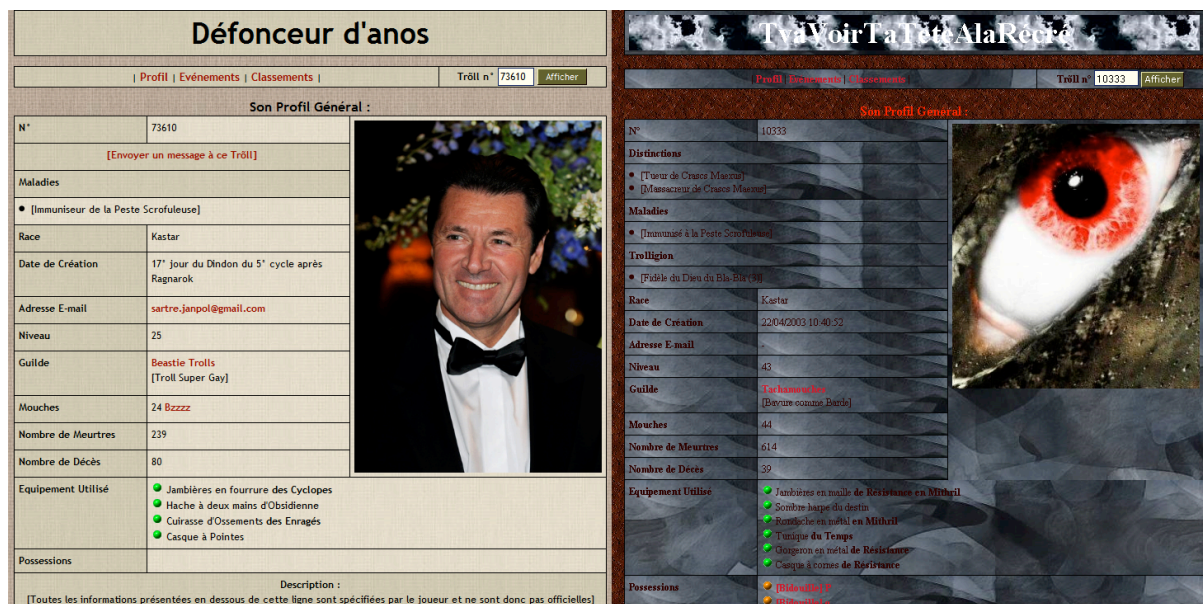 Défonceur d'anos
| Profil | Evénements | Classements |
Tröll n° 73610 Afficher
Son Profil Général :
N° 73610
[Envoyer un message à ce Tröll]
Maladies
[Immuniseur de la Peste Scrofuleuse]
Race Kastar
Date de Création 17° jour du Dindon du 5° cycle après
Ragnarok
Adresse E-mail sartre.janpol@gmail.com
Niveau 25
Guilde Beastie Trolls
[Troll Super Gay]
Mouches 24 Bzzzz
Nombre de Meurtres 239
Nombre de Décès 80
Equipement Utilisé
Jambières en fourrure des Cyclopes
Hache à deux mains d'Obsidienne
Cuirasse d'Ossements des Enragés
Casque à Pointes
Possessions
Description :
[Toutes les informations présentées en dessous de cette ligne sont spécifiées par le joueur et ne sont donc pas officielles]
TvaVoirTaTêteAlaRécré
| Profil | Evénements | Classements |
Tröll n° 10333 Afficher
Son Profil Général :
N° 10333
Distinctions
[Tueur de Crascs Maexus]
[Massacreur de Crascs Maexus]
Maladies
[Immunisé à la Peste Scrofuleuse]
Trolligion
[Fidèle du Dieu du Bla-Bla
Race Kastar
Date de Création 22/04/2003 10:40:52
Adresse E-mail -
Niveau 43
Guilde Tachamouches
[Bavure comme Barde]
Mouches 44
Nombre de Meurtres 614
Nombre de Décès 39
Equipement Utilisé
Jambières en maille de Résistance en Mithril
Sombre harpe du destin
Rondache en métal en Mithril
Tunique du Temps
Gorgeron en métal de Résistance
Casque à cornes de Résistance
Possessions
[Bidouille]